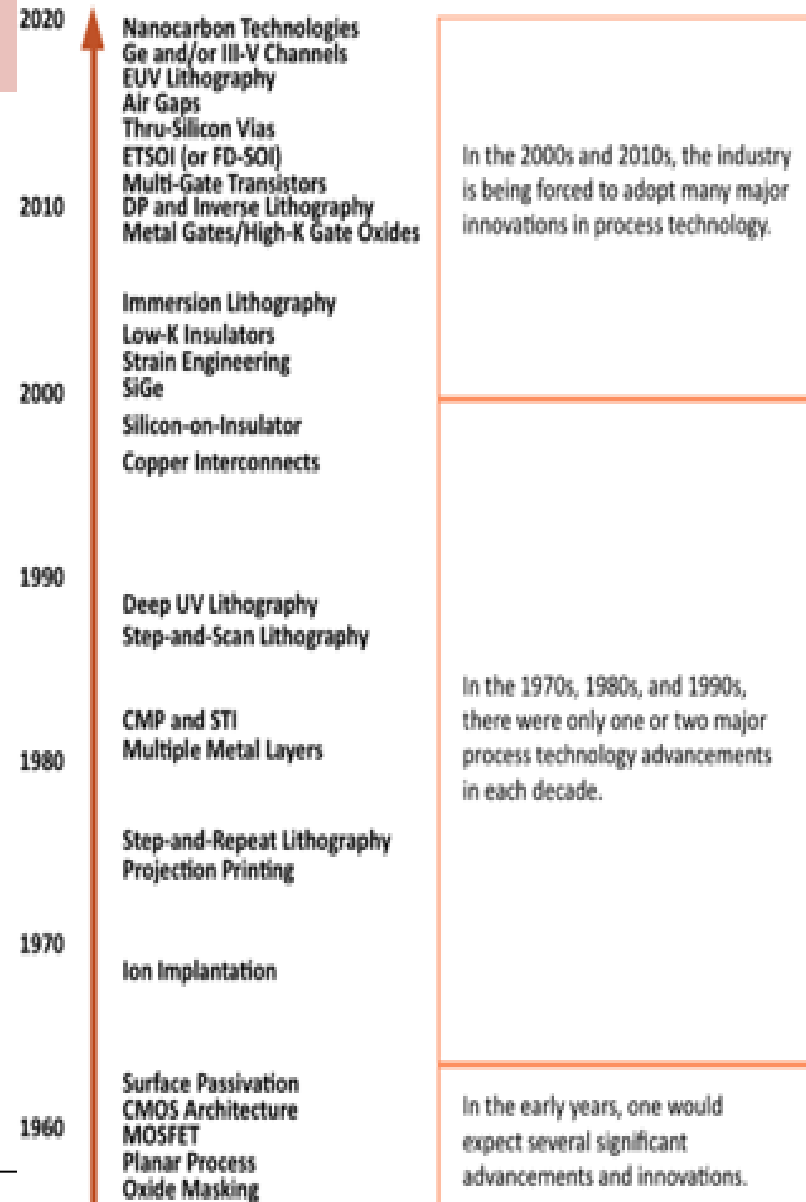 2020
Nanocarbon Technologies
Ge and/or III-V Channels
EUV Lithography
Air Gaps
Thru-Silicon Vias
ETSOI (or FD-SOI)
Multi-Gate Transistors
2010
DP and Inverse Lithography
Metal Gates/High-K Gate Oxides
In the 2000s and 2010s, the industry
is being forced to adopt many major
innovations in process technology.
Immersion Lithography
Low-K Insulators
Strain Engineering
SiGe
2000
Silicon-on-Insulator
Copper Interconnects
1990
Deep UV Lithography
Step-and-Scan Lithography
CMP and STI
Multiple Metal Layers
1980
Step-and-Repeat Lithography
Projection Printing
1970
Ion Implantation
In the 1970s, 1980s, and 1990s,
there were only one or two major
process technology advancements
in each decade.
Surface Passivation
CMOS Architecture
1960
MOSFET
Planar Process
Oxide Masking
In the early years, one would
expect several significant
advancements and innovations.